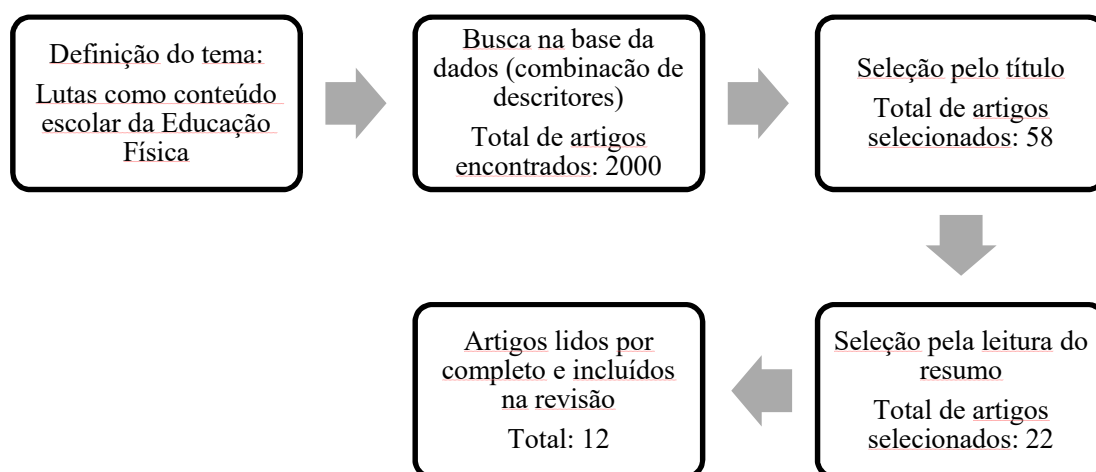 Definição do tema:
Lutas como conteúdo
escolar da Educação
Física
Busca na base da
dados (combinacão de
descritores)
Total de artigos
encontrados: 2000
Seleção pelo título
Total de artigos
selecionados: 58
Seleção pela leitura do
resumo
Total de artigos
selecionados: 22
Artigos lidos por
completo e incluídos
na revisão
Total: 12